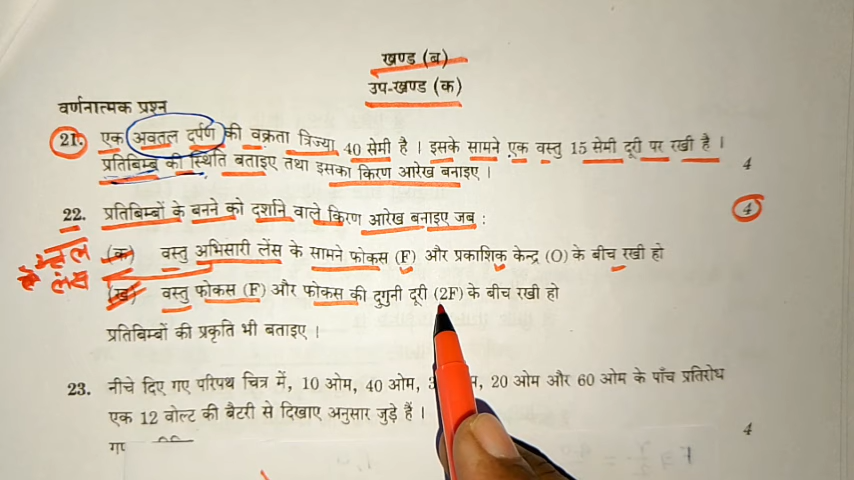 खण्ड (ब)
उप-खण्ड (क)
वर्णनात्मक प्रश्न
21. एक अवतल दर्पण की वक्रता त्रिज्या 40 सेमी है । इसके सामने एक वस्तु 15 सेमी दूरी पर रखी है ।
प्रतिबिम्ब की स्थिति बताइए तथा इसका किरण आरेख बनाइए । 4
22. प्रतिबिम्बों के बनने को दर्शाने वाले किरण आरेख बनाइए जब : 4
(क) वस्तु अभिसारी लेंस के सामने फोकस (F) और प्रकाशिक केन्द्र (O) के बीच रखी हो
लेंस (ख) वस्तु फोकस (F) और फोकस की दुगुनी दूरी (2F) के बीच रखी हो
प्रतिबिम्बों की प्रकृति भी बताइए ।
23. नीचे दिए गए परिपथ चित्र में, 10 ओम, 40 ओम, 20 ओम और 60 ओम के पाँच प्रतिरोध
एक 12 वोल्ट की बैटरी से दिखाए अनुसार जुड़े हैं । 4